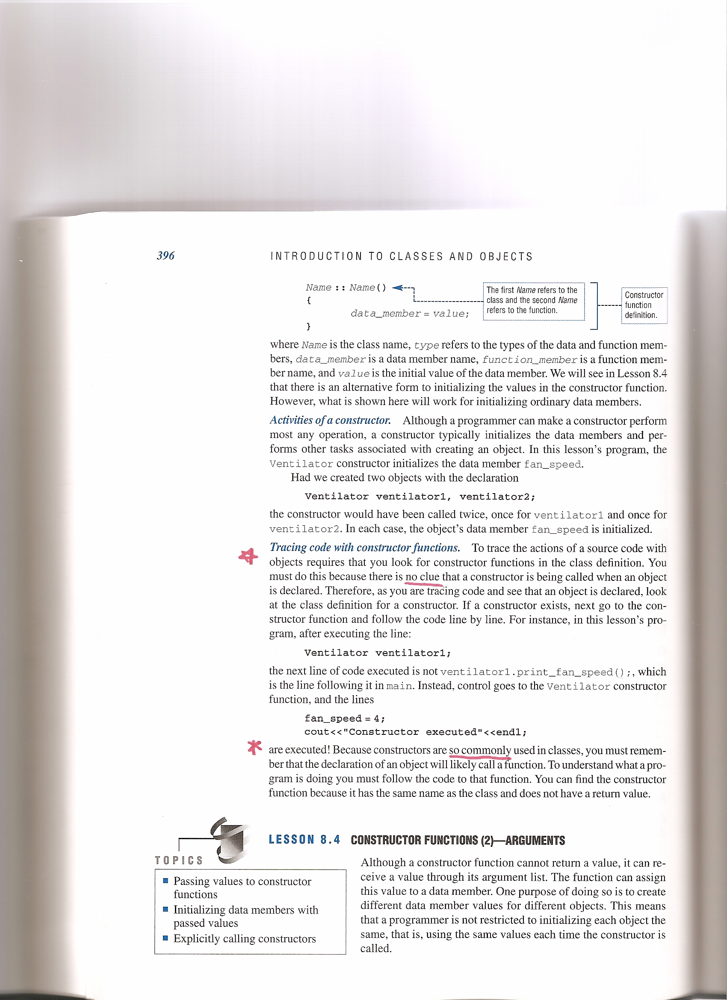 396
INTRODUCTION TO CLASSES AND OBJECTS
Name :: Name()
{
data_member = value;
}
The first Name refers to the
class and the second Name
refers to the function.
Constructor
function
definition.
where Name is the class name, type refers to the types of the data and function mem-
bers, data_member is a data member name, function_member is a function mem-
ber name, and value is the initial value of the data member. We will see in Lesson 8.4
that there is an alternative form to initializing the values in the constructor function.
However, what is shown here will work for initializing ordinary data members.
Activities of a constructor. Although a programmer can make a constructor perform
most any operation, a constructor typically initializes the data members and per-
forms other tasks associated with creating an object. In this lesson's program, the
Ventilator constructor initializes the data member fan_speed.
Had we created two objects with the declaration
Ventilator ventilator1, ventilator2;
the constructor would have been called twice, once for ventilator1 and once for
ventilator2. In each case, the object's data member fan_speed is initialized.
Tracing code with constructor functions. To trace the actions of a source code with
objects requires that you look for constructor functions in the class definition. You
must do this because there is no clue that a constructor is being called when an object
is declared. Therefore, as you are tracing code and see that an object is declared, look
at the class definition for a constructor. If a constructor exists, next go to the con-
structor function and follow the code line by line. For instance, in this lesson's pro-
gram, after executing the line:
Ventilator ventilator1;
the next line of code executed is not ventilator1.print_fan_speed();, which
is the line following it in main. Instead, control goes to the Ventilator constructor
function, and the lines
fan_speed = 4;
cout<<"Constructor executed"<<endl;
are executed! Because constructors are so commonly used in classes, you must remem-
ber that the declaration of an object will likely call a function. To understand what a pro-
gram is doing you must follow the code to that function. You can find the constructor
function because it has the same name as the class and does not have a return value.
LESSON 8.4 CONSTRUCTOR FUNCTIONS (2)—ARGUMENTS
TOPICS
■ Passing values to constructor
functions
■ Initializing data members with
passed values
■ Explicitly calling constructors
Although a constructor function cannot return a value, it can re-
ceive a value through its argument list. The function can assign
this value to a data member. One purpose of doing so is to create
different data member values for different objects. This means
that a programmer is not restricted to initializing each object the
same, that is, using the same values each time the constructor is
called.